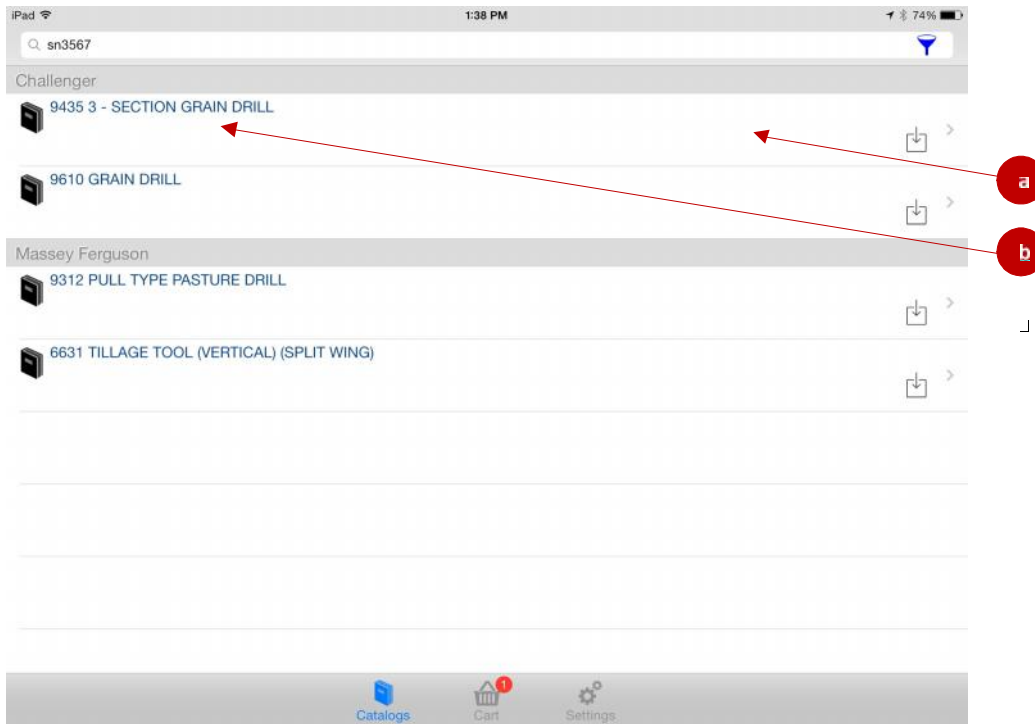 iPad 1:38 PM 74%
sn3567
Challenger
9435 3 - SECTION GRAIN DRILL
a
9610 GRAIN DRILL
b
Massey Ferguson
9312 PULL TYPE PASTURE DRILL
6631 TILLAGE TOOL (VERTICAL) (SPLIT WING)
1
Catalogs Cart Settings